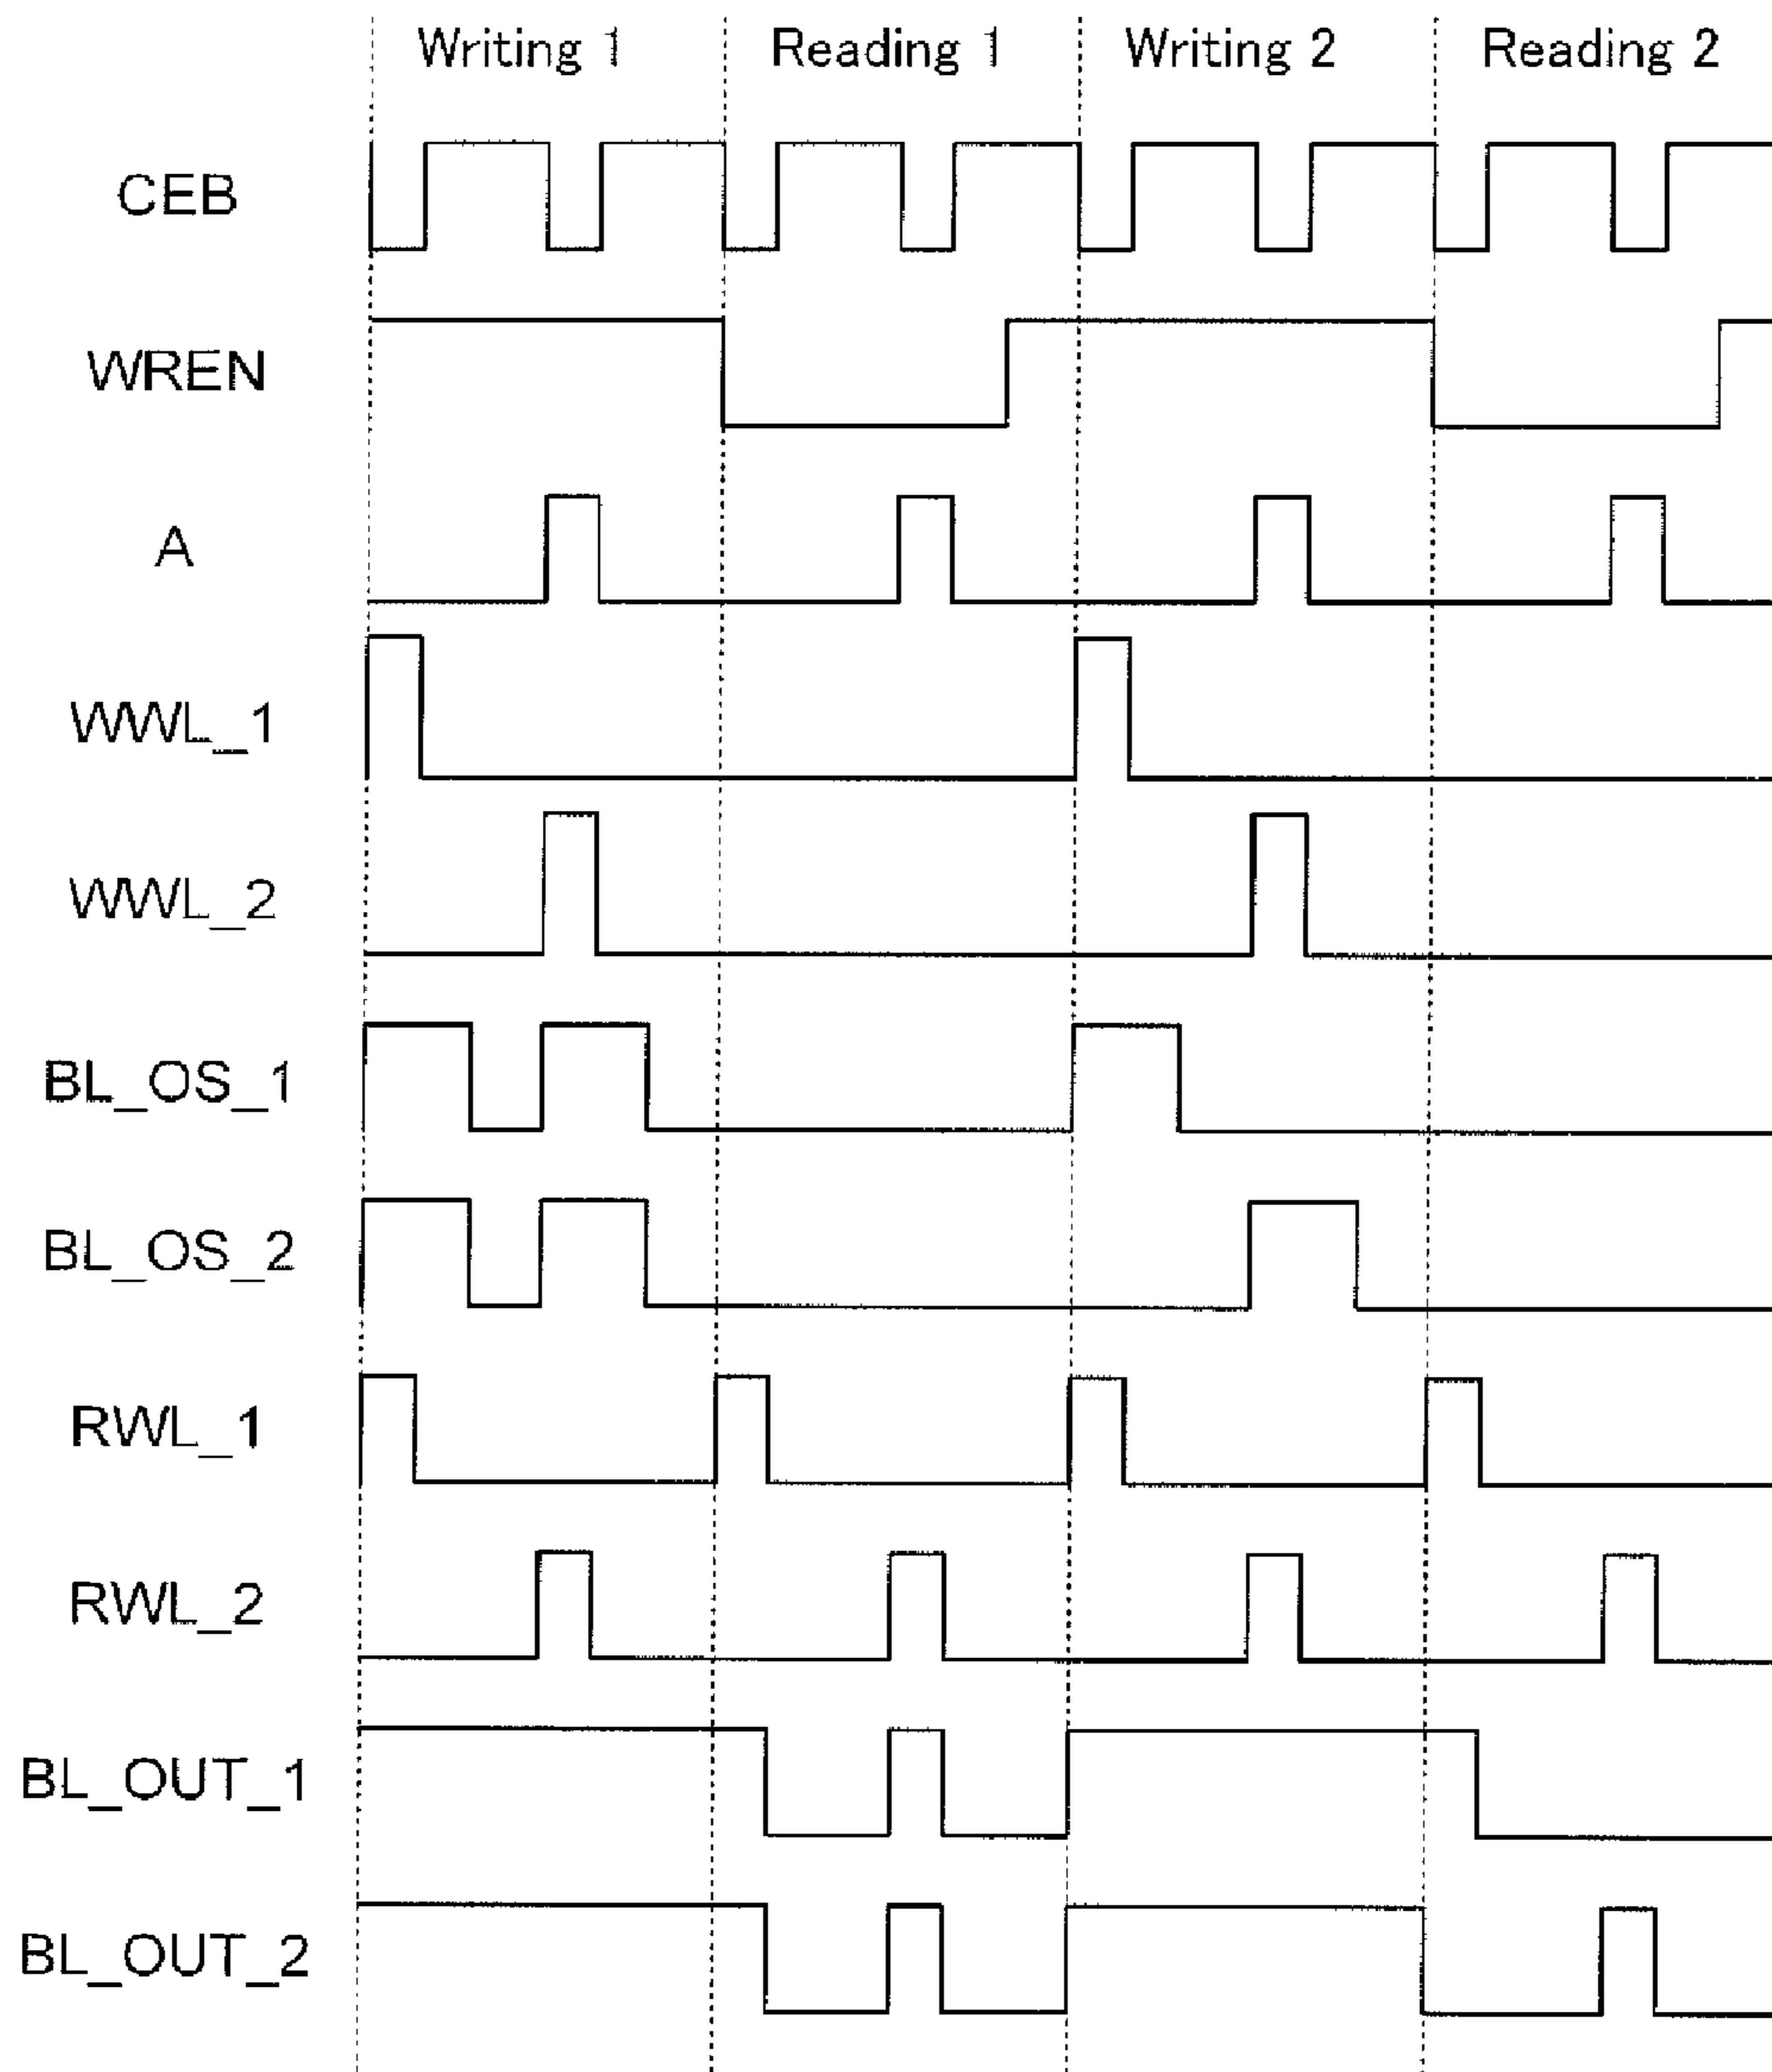 Writing 1 Reading 1 Writing 2 Reading 2
CEB
WREN
A
WWL_1
WWL_2
BL_OS_1
BL_OS_2
RWL_1
RWL_2
BL_OUT_1
BL_OUT_2